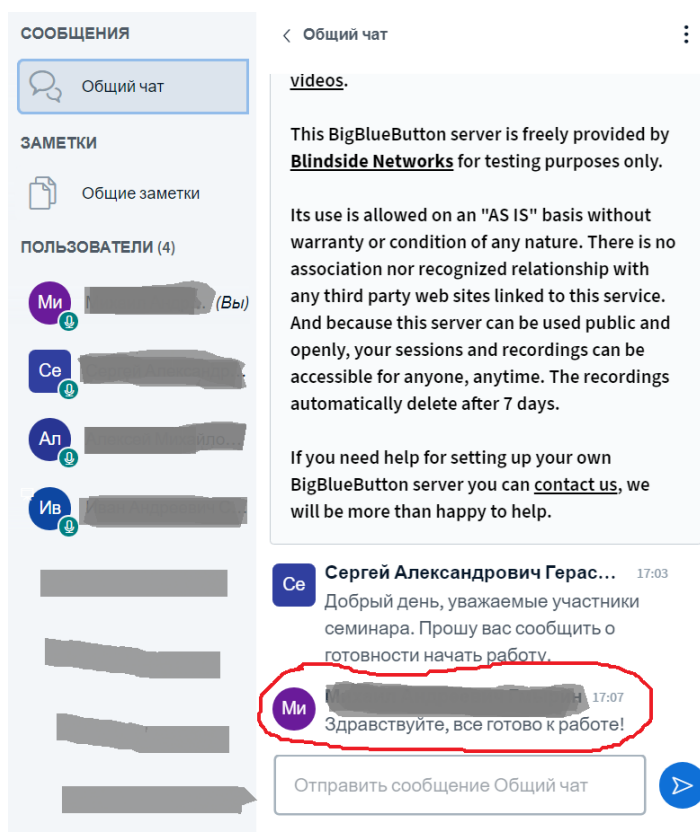 СООБЩЕНИЯ
Общий чат
ЗАМЕТКИ
Общие заметки
ПОЛЬЗОВАТЕЛИ (4)
Ми
(Вы)
Се
Ал
Ив
Общий чат
videos.
This BigBlueButton server is freely provided by
Blindside Networks for testing purposes only.
Its use is allowed on an "AS IS" basis without
warranty or condition of any nature. There is no
association nor recognized relationship with
any third party web sites linked to this service.
And because this server can be used public and
openly, your sessions and recordings can be
accessible for anyone, anytime. The recordings
automatically delete after 7 days.
If you need help for setting up your own
BigBlueButton server you can contact us, we
will be more than happy to help.
Се
Сергей Александрович Герас... 17:03
Добрый день, уважаемые участники
семинара. Прошу вас сообщить о
готовности начать работу.
Ми
17:07
Здравствуйте, все готово к работе!
Отправить сообщение Общий чат